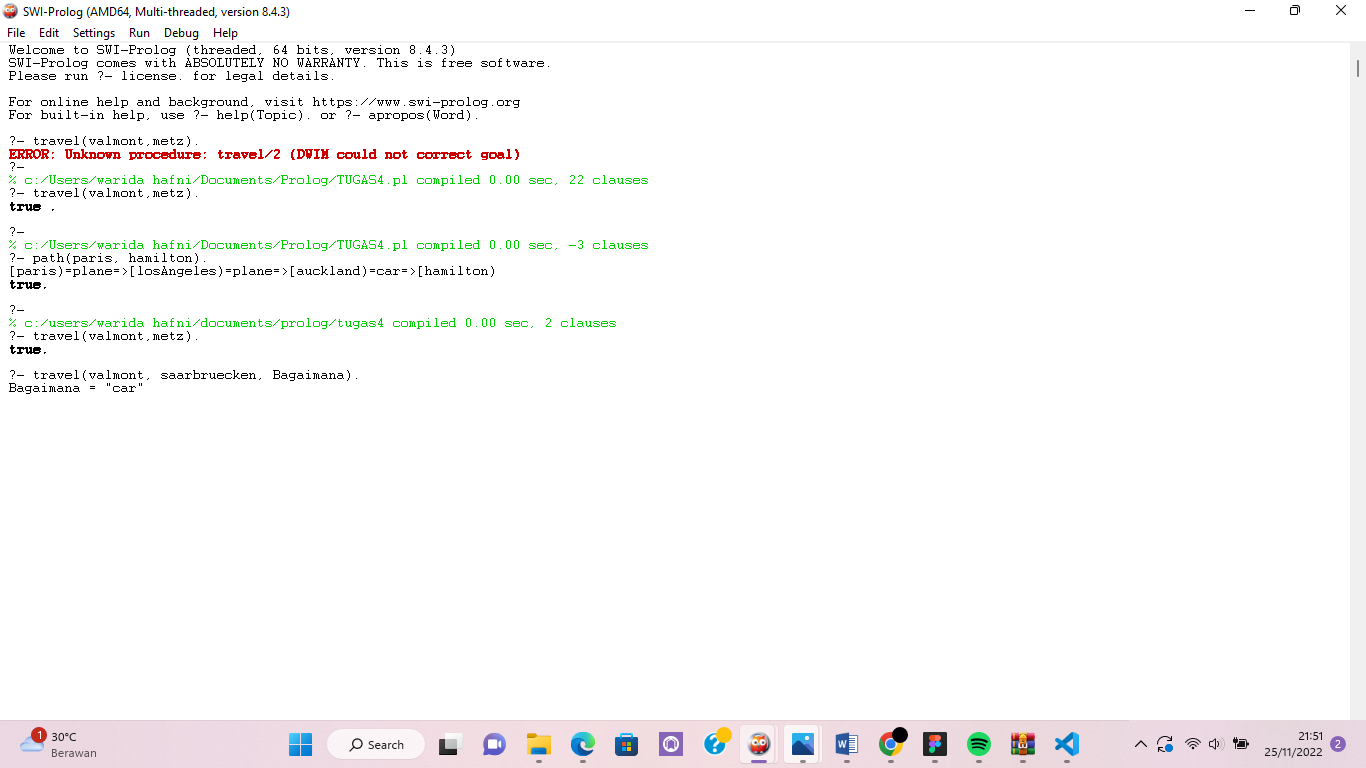 SWI-Prolog (AMD64, Multi-threaded, version 8.4.3)
File Edit Settings Run Debug Help
Welcome to SWI-Prolog (threaded, 64 bits, version 8.4.3)
SWI-Prolog comes with ABSOLUTELY NO WARRANTY. This is free software.
Please run ?- license. for legal details.
For online help and background, visit https://www.swi-prolog.org
For built-in help, use ?- help(Topic). or ?- apropos(Word).
?- travel(valmont,metz).
ERROR: Unknown procedure: travel/2 (DWIM could not correct goal)
?-
% c:/Users/warida hafni/Documents/Prolog/TUGAS4.pl compiled 0.00 sec, 22 clauses
?- travel(valmont,metz).
true .
?-
% c:/Users/warida hafni/Documents/Prolog/TUGAS4.pl compiled 0.00 sec, -3 clauses
?- path(paris, hamilton).
[paris)=plane=>[losAngeles)=plane=>[auckland)=car=>[hamilton)
true.
?-
% c:/users/warida hafni/documents/prolog/tugas4 compiled 0.00 sec, 2 clauses
?- travel(valmont,metz).
true.
?- travel(valmont, saarbruecken, Bagaimana).
Bagaimana = "car"
1
30°C
Berawan
Search
21:51
25/11/2022
2